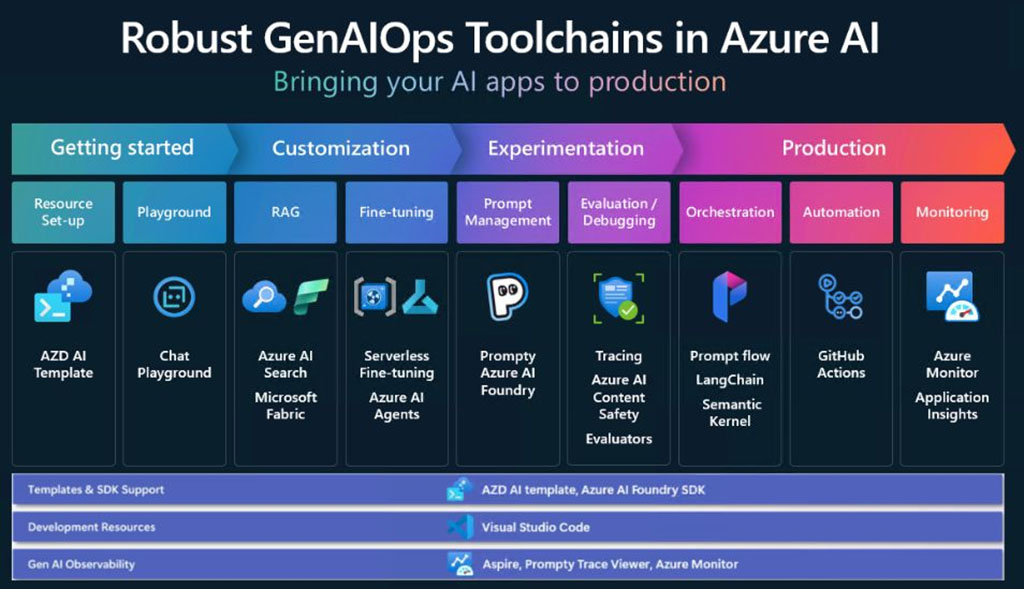 Robust GenAIOps Toolchains in Azure AI
Bringing your AI apps to production
Getting started
Customization
Experimentation
Production
Resource
Set-up
Playground
RAG
Fine-tuning
Prompt
Management
Evaluation /
Debugging
Orchestration
Automation
Monitoring
AZD AI
Template
Chat
Playground
Azure AI
Search
Microsoft
Fabric
Serverless
Fine-tuning
Azure AI
Agents
Prompty
Azure AI
Foundry
Tracing
Azure AI
Content
Safety
Evaluators
Prompt flow
LangChain
Semantic
Kernel
GitHub
Actions
Azure
Monitor
Application
Insights
Templates & SDK Support
AZD AI template, Azure AI Foundry SDK
Development Resources
Visual Studio Code
Gen AI Observability
Aspire, Prompty Trace Viewer, Azure Monitor